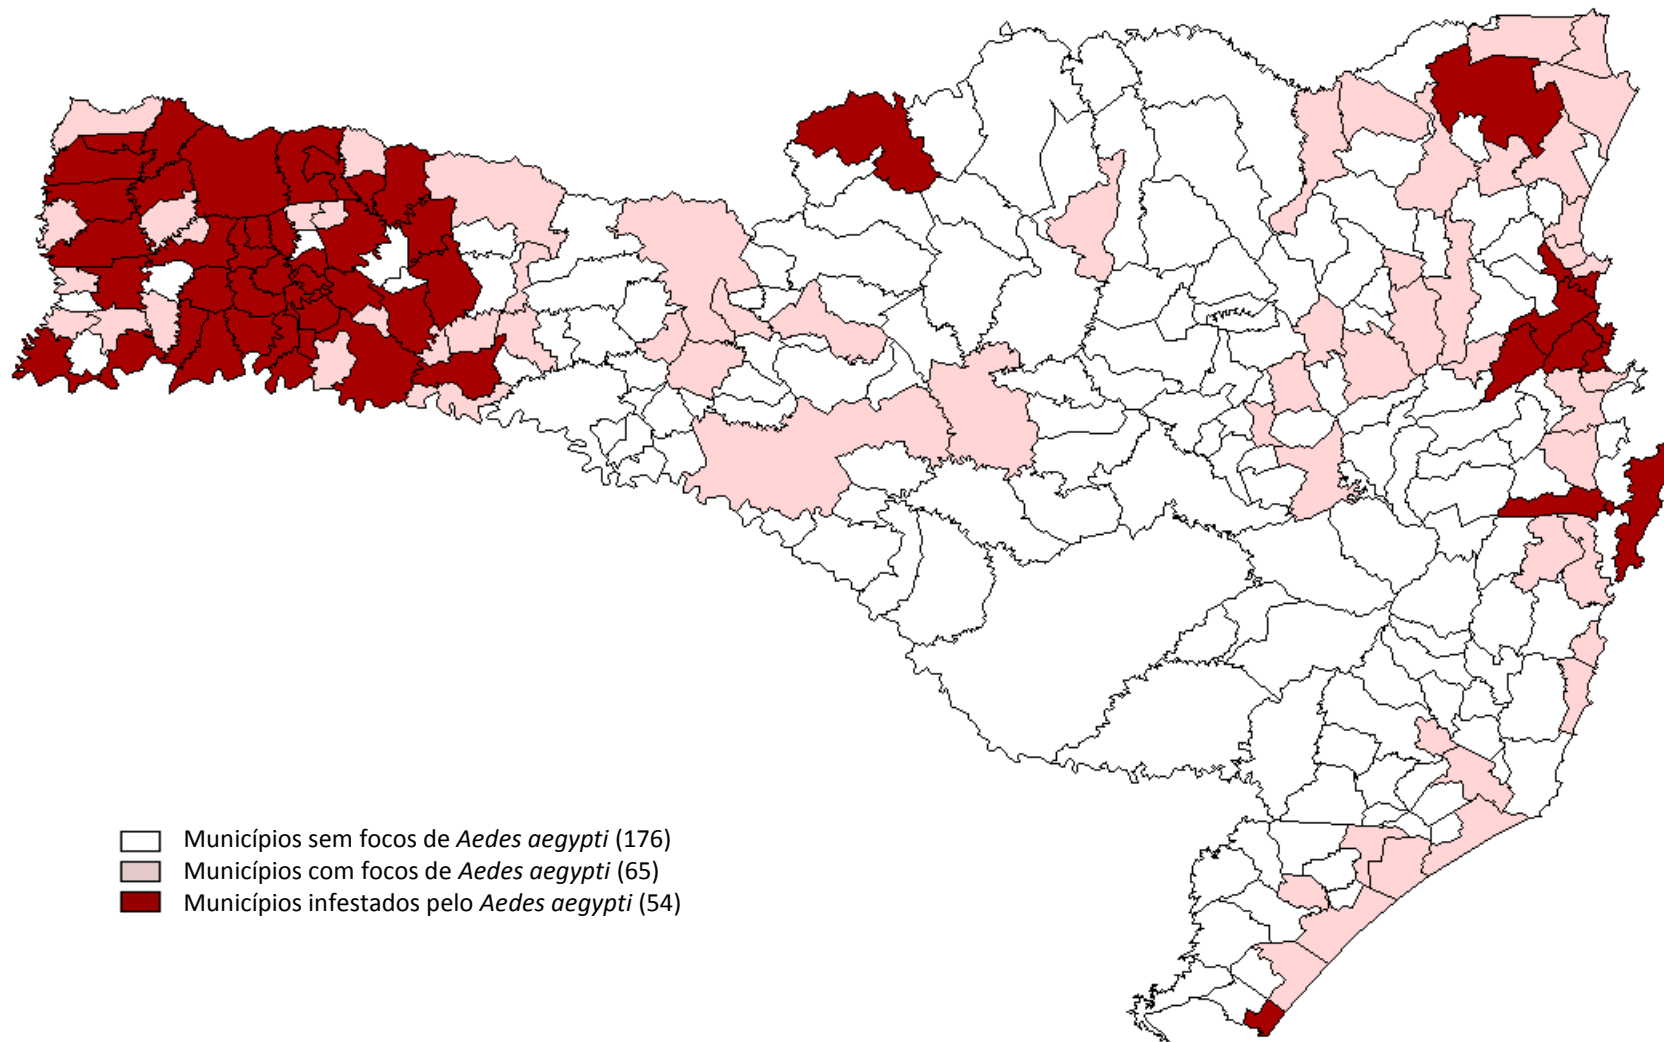 Municípios sem focos de Aedes aegypti (176)
Municípios com focos de Aedes aegypti (65)
Municípios infestados pelo Aedes aegypti (54)